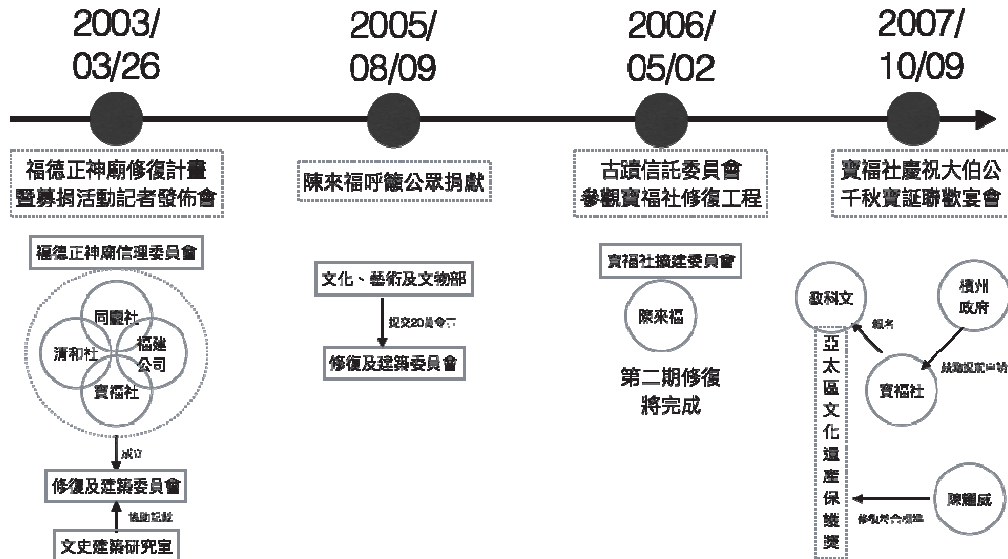 2003/
03/26
2005/
08/09
2006/
05/02
2007/
10/09
福德正神廟修復計畫
暨募捐活動記者發佈會
陳來福呼籲公眾捐獻
古蹟信託委員會
參觀寶福社修復工程
寶福社慶祝大伯公
千秋寶誕聯歡宴會
福德正神廟信理委員會
同慶社
清和社
福建
公司
寶福社
成立
修復及建築委員會
協助記載
文史建築研究室
文化、藝術及文物部
修復及建築委員會
寶福社擴建委員會
陳來福
第二期修復
將完成
教科文
檳州
政府
報名
寶福社
亞太區文化遺產保護獎
陳耀威